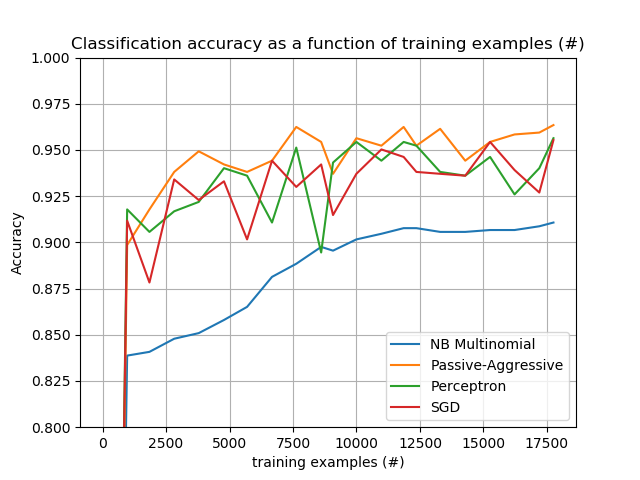 Classification accuracy as a function of training examples (#)
1.000
0.975
0.950
0.925
0.900
0.875
0.850
0.825
0.800
Accuracy
NB Multinomial
Passive-Aggressive
Perceptron
SGD
0 2500 5000 7500 10000 12500 15000 17500
training examples (#)